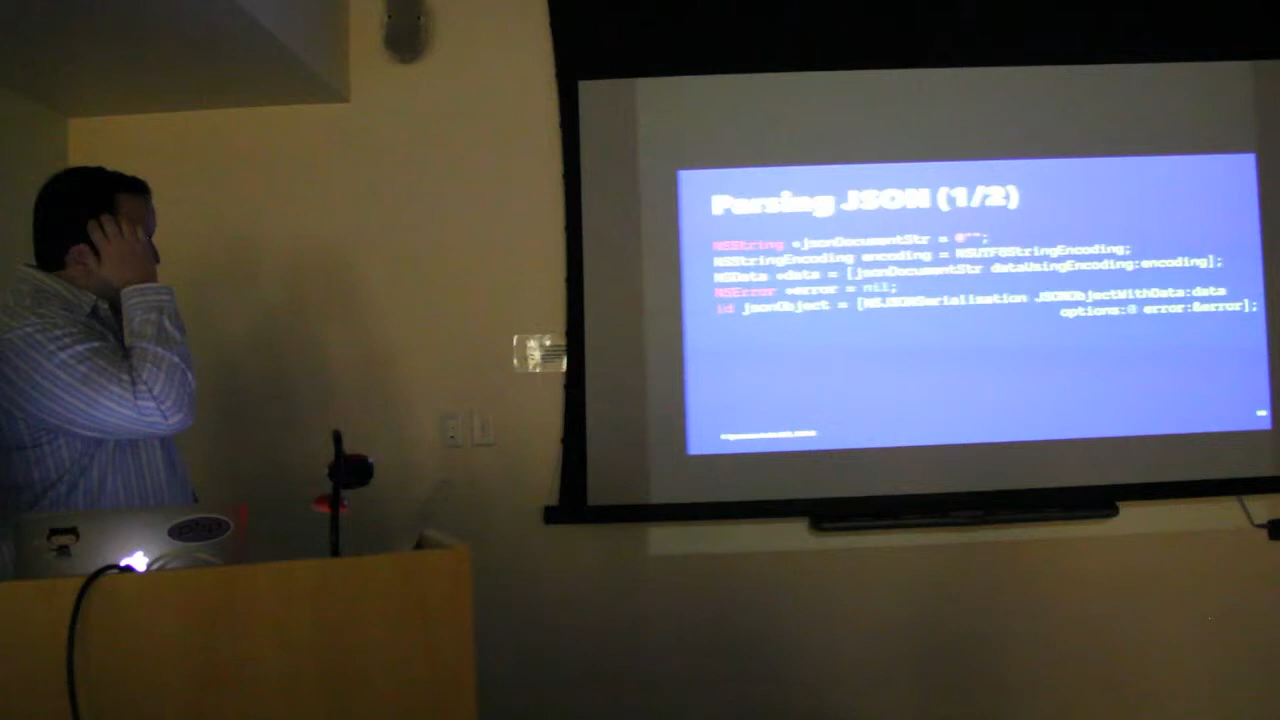 Parsing JSON (1/2)
NSString *jsonDocumentStr = @"";
NSStringEncoding encoding = NSUTF8StringEncoding;
NSData *data = [jsonDocumentStr dataUsingEncoding:encoding];
NSError *error = nil;
id jsonObject = [NSJSONSerialization JSONObjectWithData:data
options:0 error:&error];